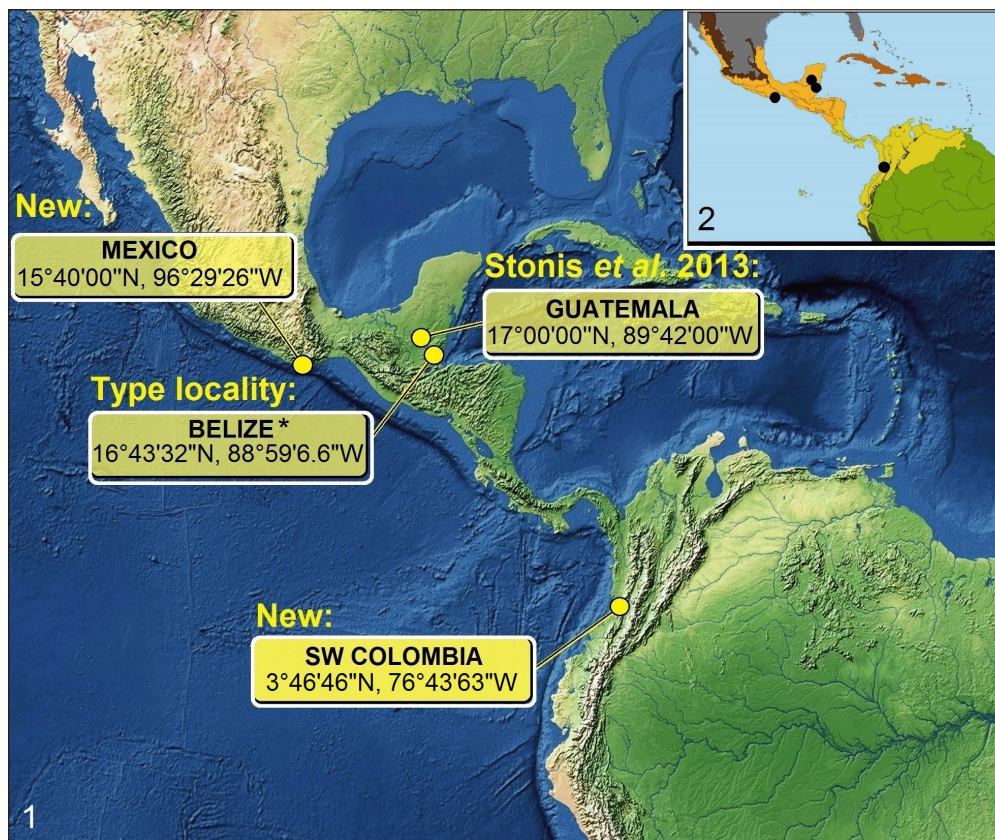 2
New:
MEXICO
15°40'00"N, 96°29'26"W
Stonis et al. 2013:
GUATEMALA
17°00'00"N, 89°42'00"W
Type locality:
BELIZE *
16°43'32"N, 88°59'6.6"W
New:
SW COLOMBIA
3°46'46"N, 76°43'63"W
1